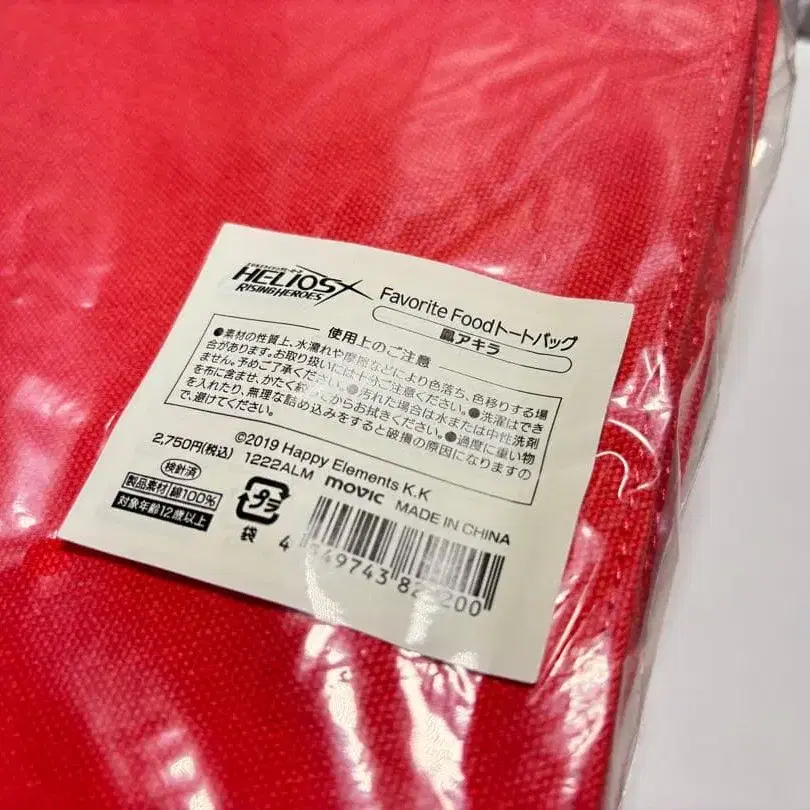 HELIOS
RISING HEROES
Favorite Foodトートバッグ
鳳アキラ
使用上のご注意
●素材の性質上、水濡れや摩擦などにより色落ち、色移りする場
合があります。お取り扱いには十分ご注意ください。●洗濯はでき
ません。予めご了承ください。●汚れた場合は水または中性洗剤
を布に含ませ、かたく絞ってからお拭きください。●過度に重い物
を入れたり、無理な詰め込みをすると破損の原因になりますの
で、避けてください。
2,750円(税込)
©2019 Happy Elements K.K
1222ALM movic MADE IN CHINA
検針済
製品素材 綿100%
対象年齢12歳以上
プラ
袋